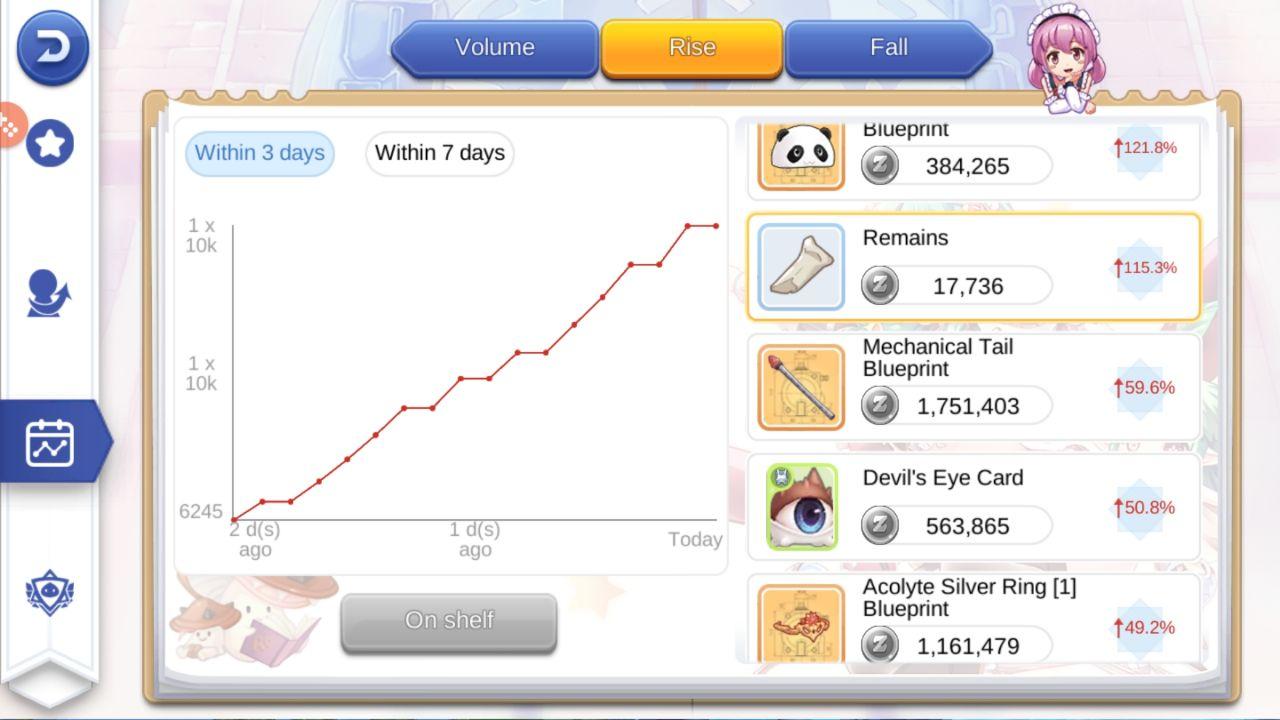 Volume
Rise
Fall
Within 3 days
Within 7 days
1 x
10k
1 x
10k
6245
2 d(s)
ago
1 d(s)
ago
Today
On shelf
Blueprint
Z 384,265
↑121.8%
Remains
Z 17,736
↑115.3%
Mechanical Tail
Blueprint
Z 1,751,403
↑59.6%
Devil's Eye Card
Z 563,865
↑50.8%
Acolyte Silver Ring [1]
Blueprint
Z 1,161,479
↑49.2%